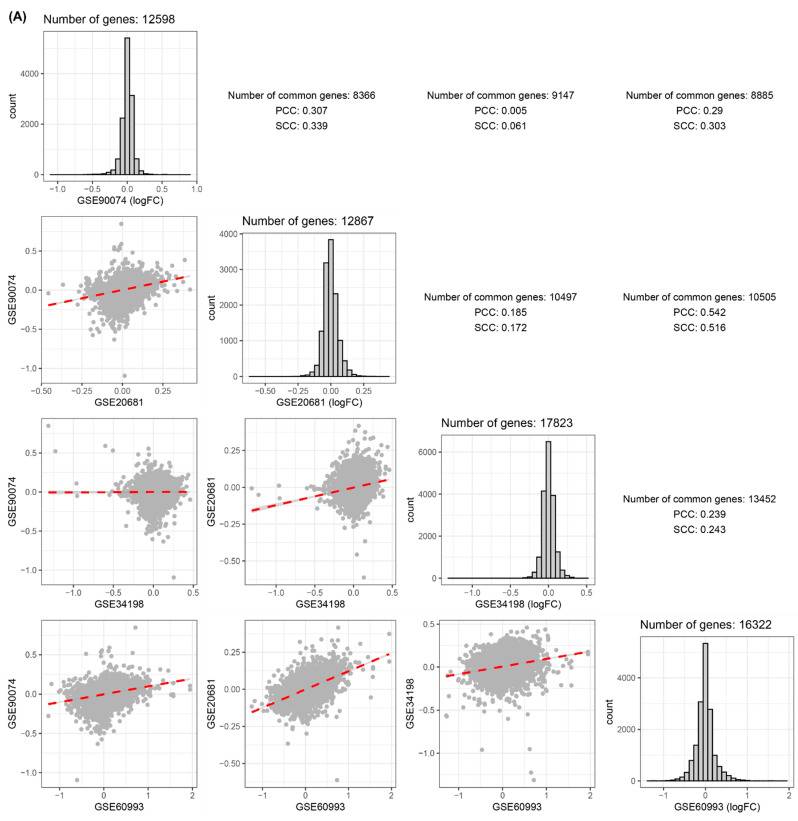 (A)
Number of genes: 12598
count
4000
2000
0
−1.0 −0.5 0.0 0.5 1.0
GSE90074 (logFC)
Number of common genes: 8366
PCC: 0.307
SCC: 0.339
Number of common genes: 9147
PCC: 0.005
SCC: 0.061
Number of common genes: 8885
PCC: 0.29
SCC: 0.303
GSE90074
0.5
0.0
−0.5
−1.0
−0.50 −0.25 0.00 0.25
GSE20681
Number of genes: 12867
count
4000
3000
2000
1000
0
−0.50 −0.25 0.00 0.25
GSE20681 (logFC)
Number of common genes: 10497
PCC: 0.185
SCC: 0.172
Number of common genes: 10505
PCC: 0.542
SCC: 0.516
GSE90074
0.5
0.0
−0.5
−1.0
−1.0 −0.5 0.0 0.5
GSE34198
GSE20681
0.25
0.00
−0.25
−0.50
−1.0 −0.5 0.0 0.5
GSE34198
Number of genes: 17823
count
6000
4000
2000
0
−1.0 −0.5 0.0 0.5
GSE34198 (logFC)
Number of common genes: 13452
PCC: 0.239
SCC: 0.243
GSE90074
0.5
0.0
−0.5
−1.0
−1 0 1 2
GSE60993
GSE20681
0.25
0.00
−0.25
−0.50
−1 0 1 2
GSE60993
GSE34198
0.5
0.0
−0.5
−1.0
−1 0 1 2
GSE60993
Number of genes: 16322
count
4000
2000
0
−1 0 1 2
GSE60993 (logFC)